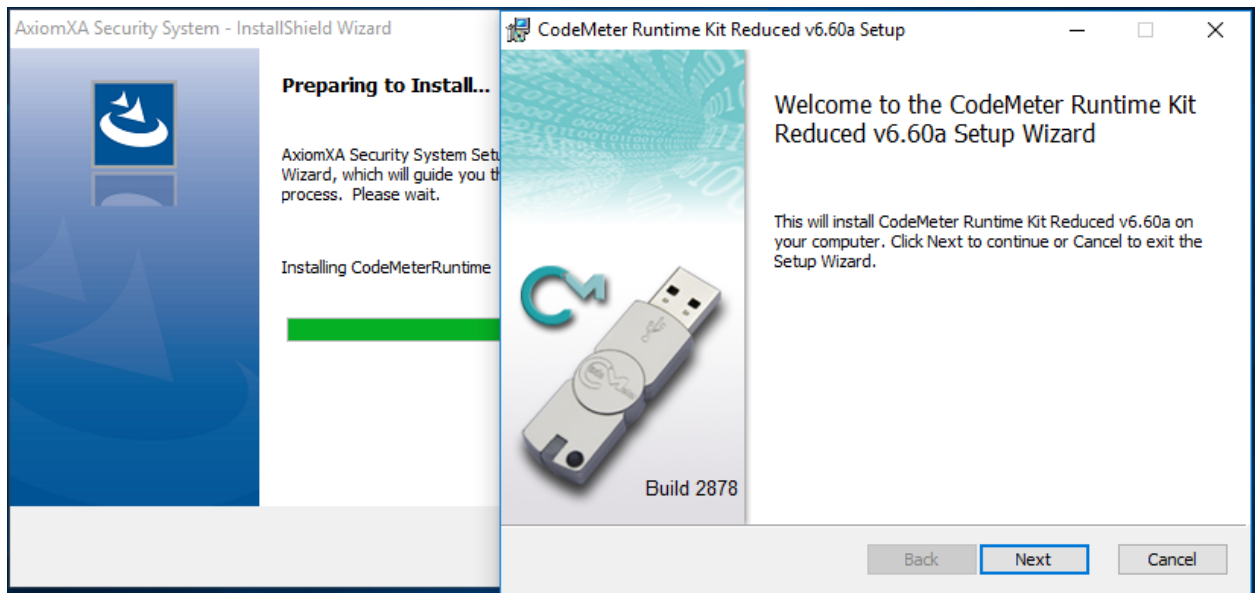 AxiomXA Security System - InstallShield Wizard
Preparing to Install...
AxiomXA Security System Setu
Wizard, which will guide you th
process. Please wait.
Installing CodeMeterRuntime
CodeMeter Runtime Kit Reduced v6.60a Setup
Welcome to the CodeMeter Runtime Kit
Reduced v6.60a Setup Wizard
This will install CodeMeter Runtime Kit Reduced v6.60a on
your computer. Click Next to continue or Cancel to exit the
Setup Wizard.
CM
Build 2878
Back
Next
Cancel